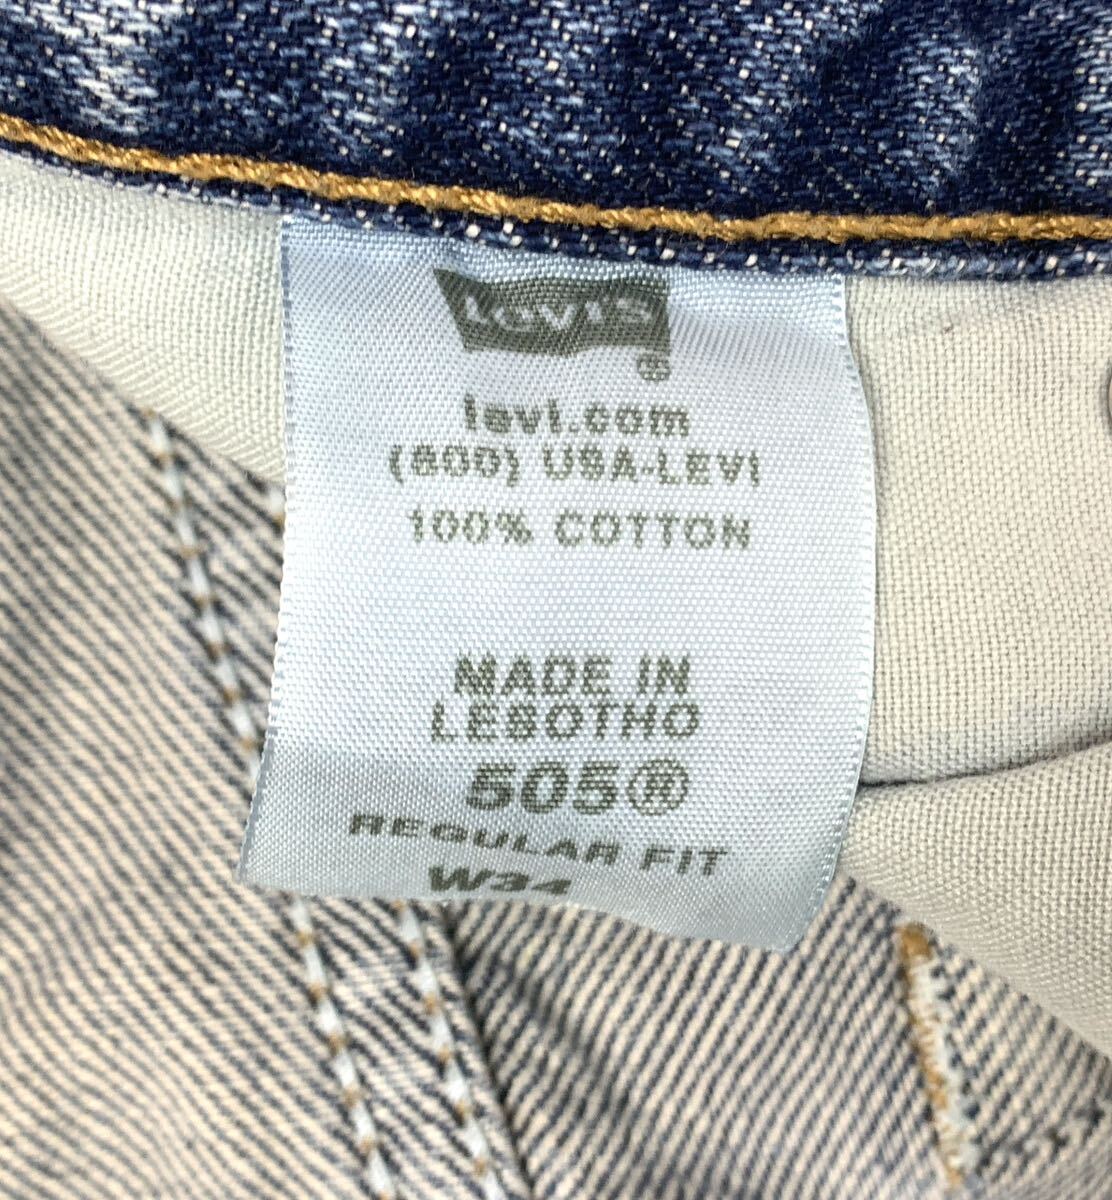 Levi's
®
levi.com
(800) USA-LEVI
100% COTTON
MADE IN
LESOTHO
505®
REGULAR FIT
W34